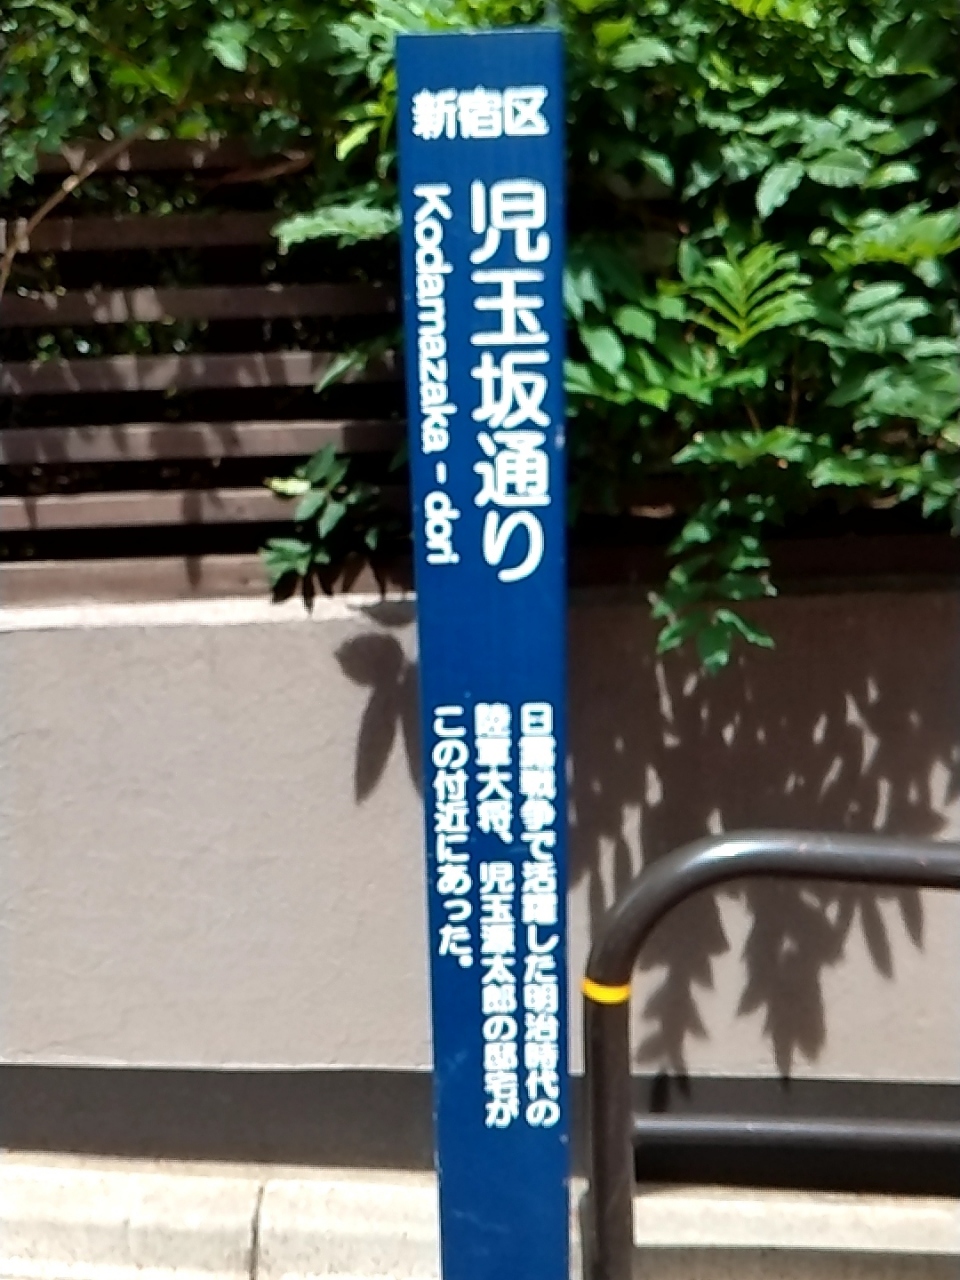 新宿区
児玉坂通り
Kodamazaka - dori
日露戦争で活躍した明治時代の
陸軍大将、児玉源太郎の邸宅が
この付近にあった。